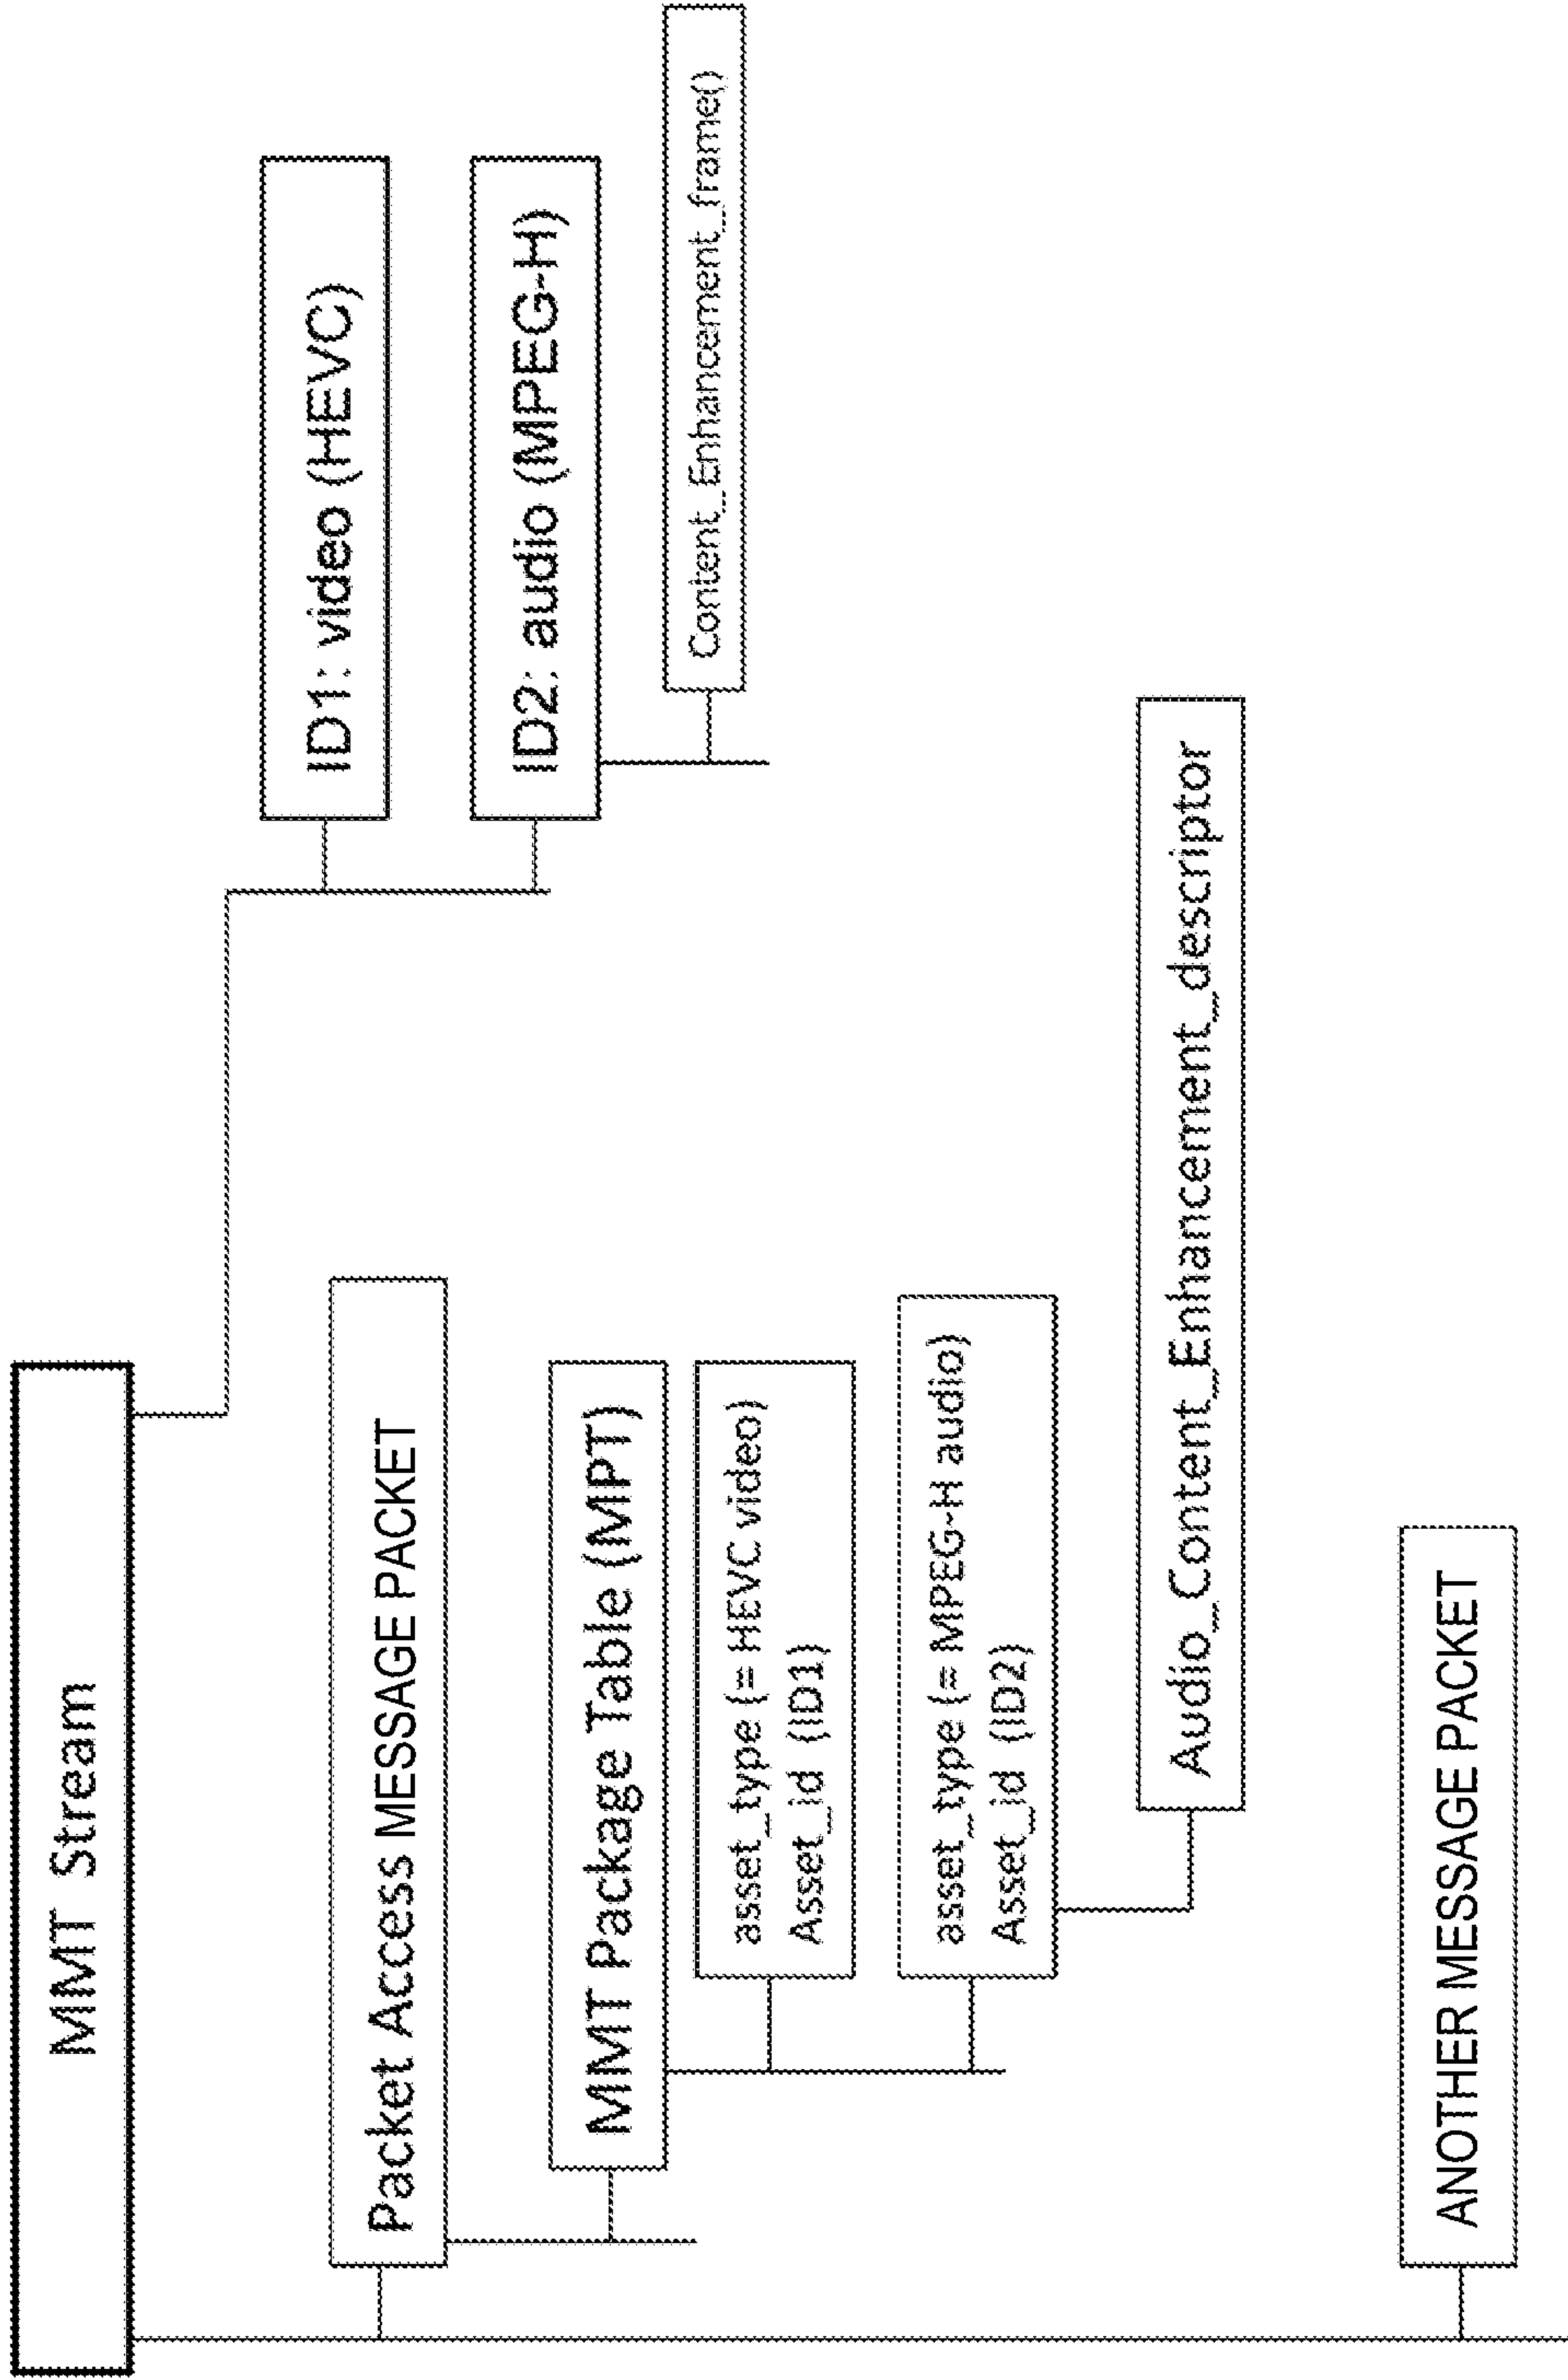 MMT Stream
ID1: video (HEVC)
ID2: audio (MPEG-H)
Content_Enhancement_frame()
Packet Access MESSAGE PACKET
MMT Package Table (MPT)
asset_type (= HEVC video)
Asset_id (ID1)
asset_type (= MPEG-H audio)
Asset_id (ID2)
Audio_Content_Enhancement_descriptor
ANOTHER MESSAGE PACKET